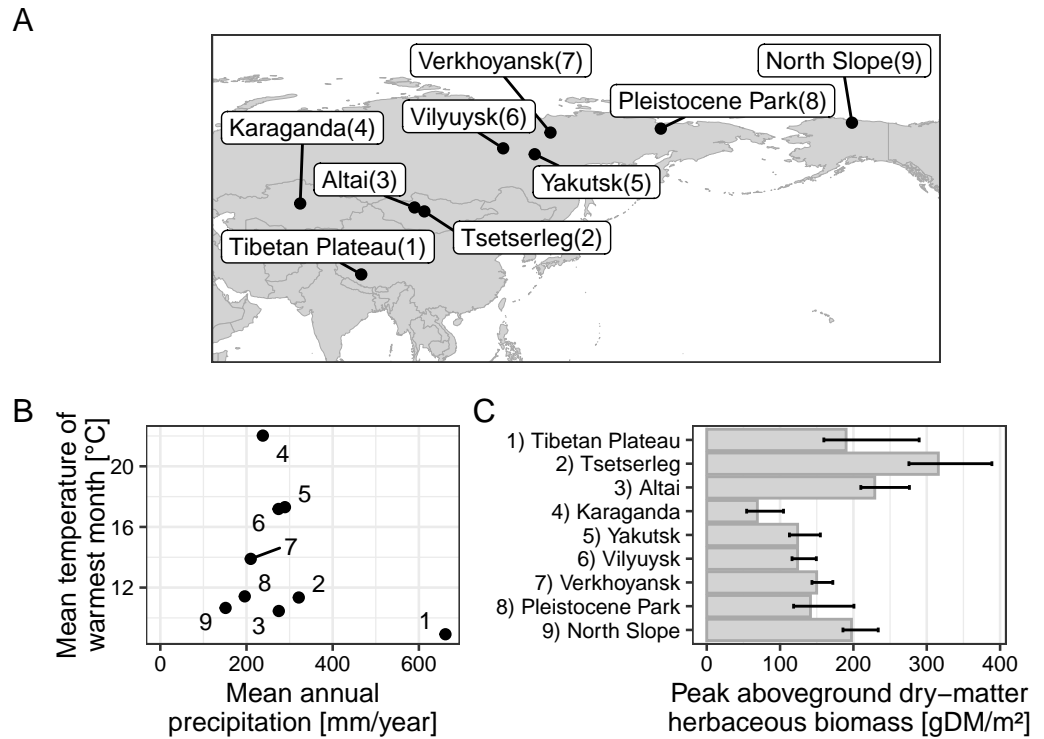 A
Verkhoyansk(7)
North Slope(9)
Pleistocene Park(8)
Vilyuysk(6)
Karaganda(4)
Altai(3)
Yakutsk(5)
Tsetserleg(2)
Tibetan Plateau(1)
B
Mean temperature of
warmest month [°C]
20
16
12
4
5
6
7
8
2
9
3
1
0
200
400
600
Mean annual
precipitation [mm/year]
C
1) Tibetan Plateau
2) Tsetserleg
3) Altai
4) Karaganda
5) Yakutsk
6) Vilyuysk
7) Verkhoyansk
8) Pleistocene Park
9) North Slope
0
100
200
300
400
Peak aboveground dry−matter
herbaceous biomass [gDM/m²]